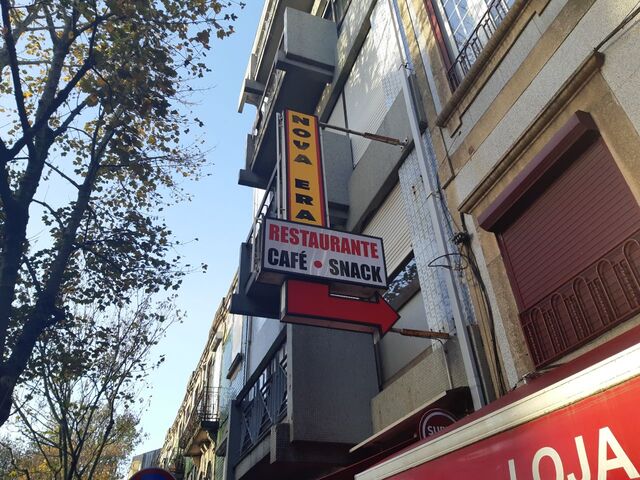 NOVA ERA
RESTAURANTE
CAFÉ • SNACK
LOJA